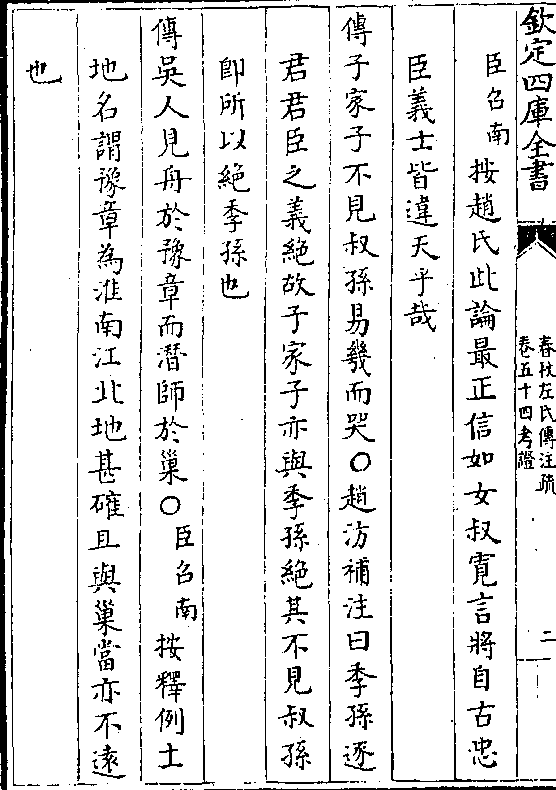 欽定四庫全書
春秋左氏傳注疏
卷五十四考證
二
臣召南按趙氏此論最正信如女叔寬言將自古忠
臣義士皆違天乎哉
傳子家子不見叔孫易幾而哭〇趙汸補注曰季孫逐
君君臣之義絶故子家子亦與季孫絶其不見叔孫
卽所以絶季孫也
傳吳人見舟於豫章而潛師於巢〇臣召南按釋例土
地名謂豫章為淮南江北地甚確且與巢當亦不遠
也